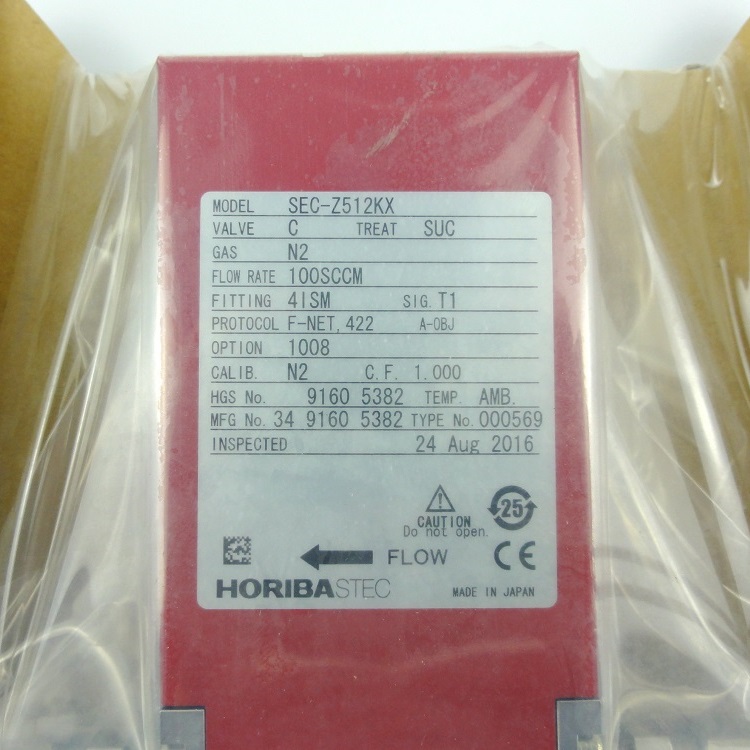 MODEL SEC-Z512KX
VALVE C TREAT SUC
GAS N2
FLOW RATE 100SCCM
FITTING 4ISM SIG. T1
PROTOCOL F-NET, 422 A-OBJ
OPTION 1008
CALIB. N2 C.F. 1.000
HGS No. 9160 5382 TEMP. AMB.
MFG No. 34 9160 5382 TYPE No. 000569
INSPECTED 24 Aug 2016
25
CAUTION
Do not open.
FLOW CE
HORIBASTEC MADE IN JAPAN